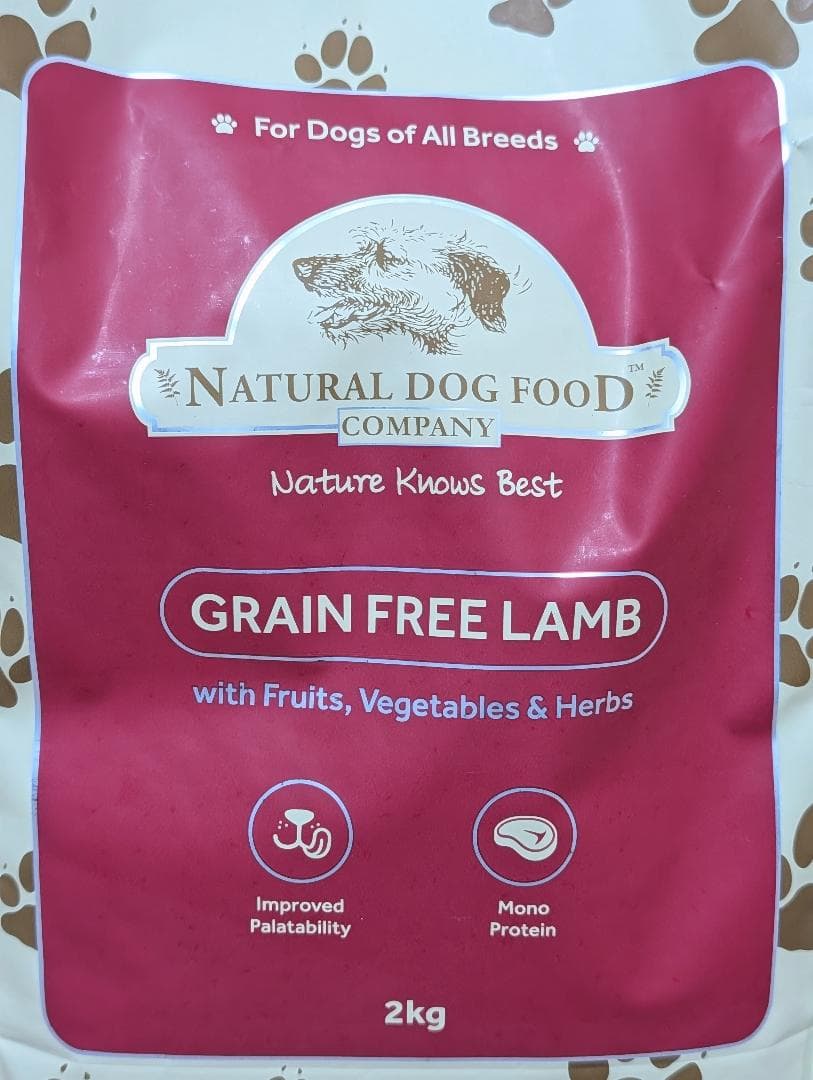 For Dogs of All Breeds
NATURAL DOG FOOD™
COMPANY
Nature Knows Best
GRAIN FREE LAMB
with Fruits, Vegetables & Herbs
Improved
Palatability
Mono
Protein
2kg